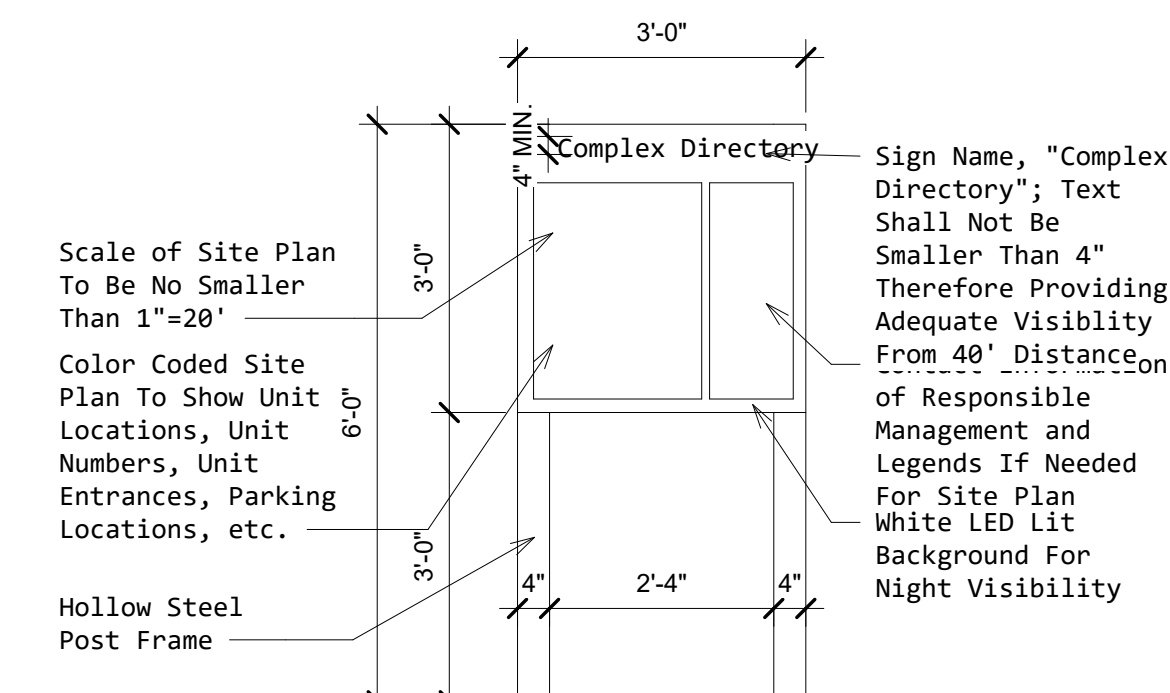 3'-0"
4" MIN.
Complex Directory
Sign Name, "Complex
Directory"; Text
Shall Not Be
Smaller Than 4"
Therefore Providing
Adequate Visiblity
From 40' Distance
Contact Information
of Responsible
Management and
Legends If Needed
For Site Plan
White LED Lit
Background For
Night Visibility
Scale of Site Plan
To Be No Smaller
Than 1"=20'
Color Coded Site
Plan To Show Unit
Locations, Unit
Numbers, Unit
Entrances, Parking
Locations, etc.
Hollow Steel
Post Frame
3'-0"
6'-0"
3'-0"
4"
2'-4"
4"